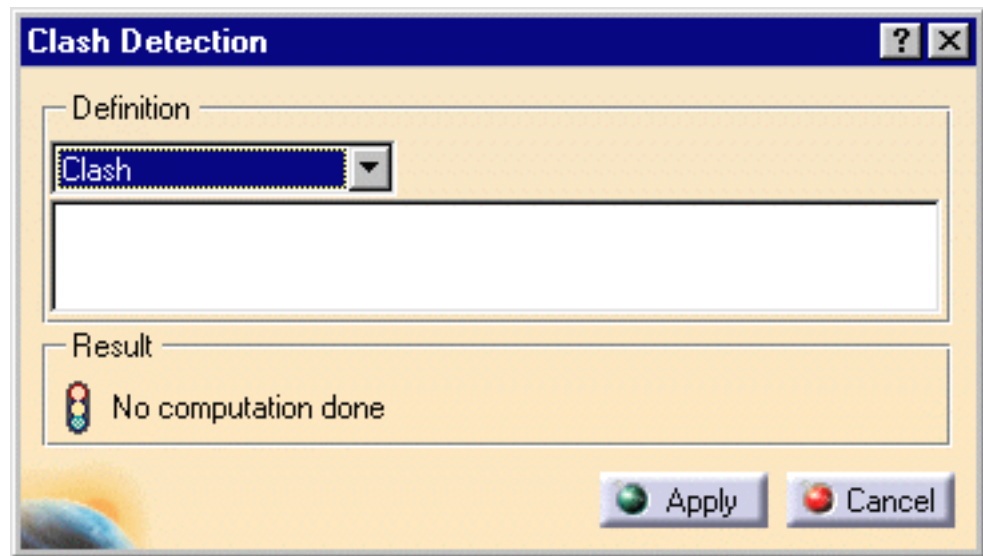 Clash Detection
Definition
Clash
Result
No computation done
Apply
Cancel